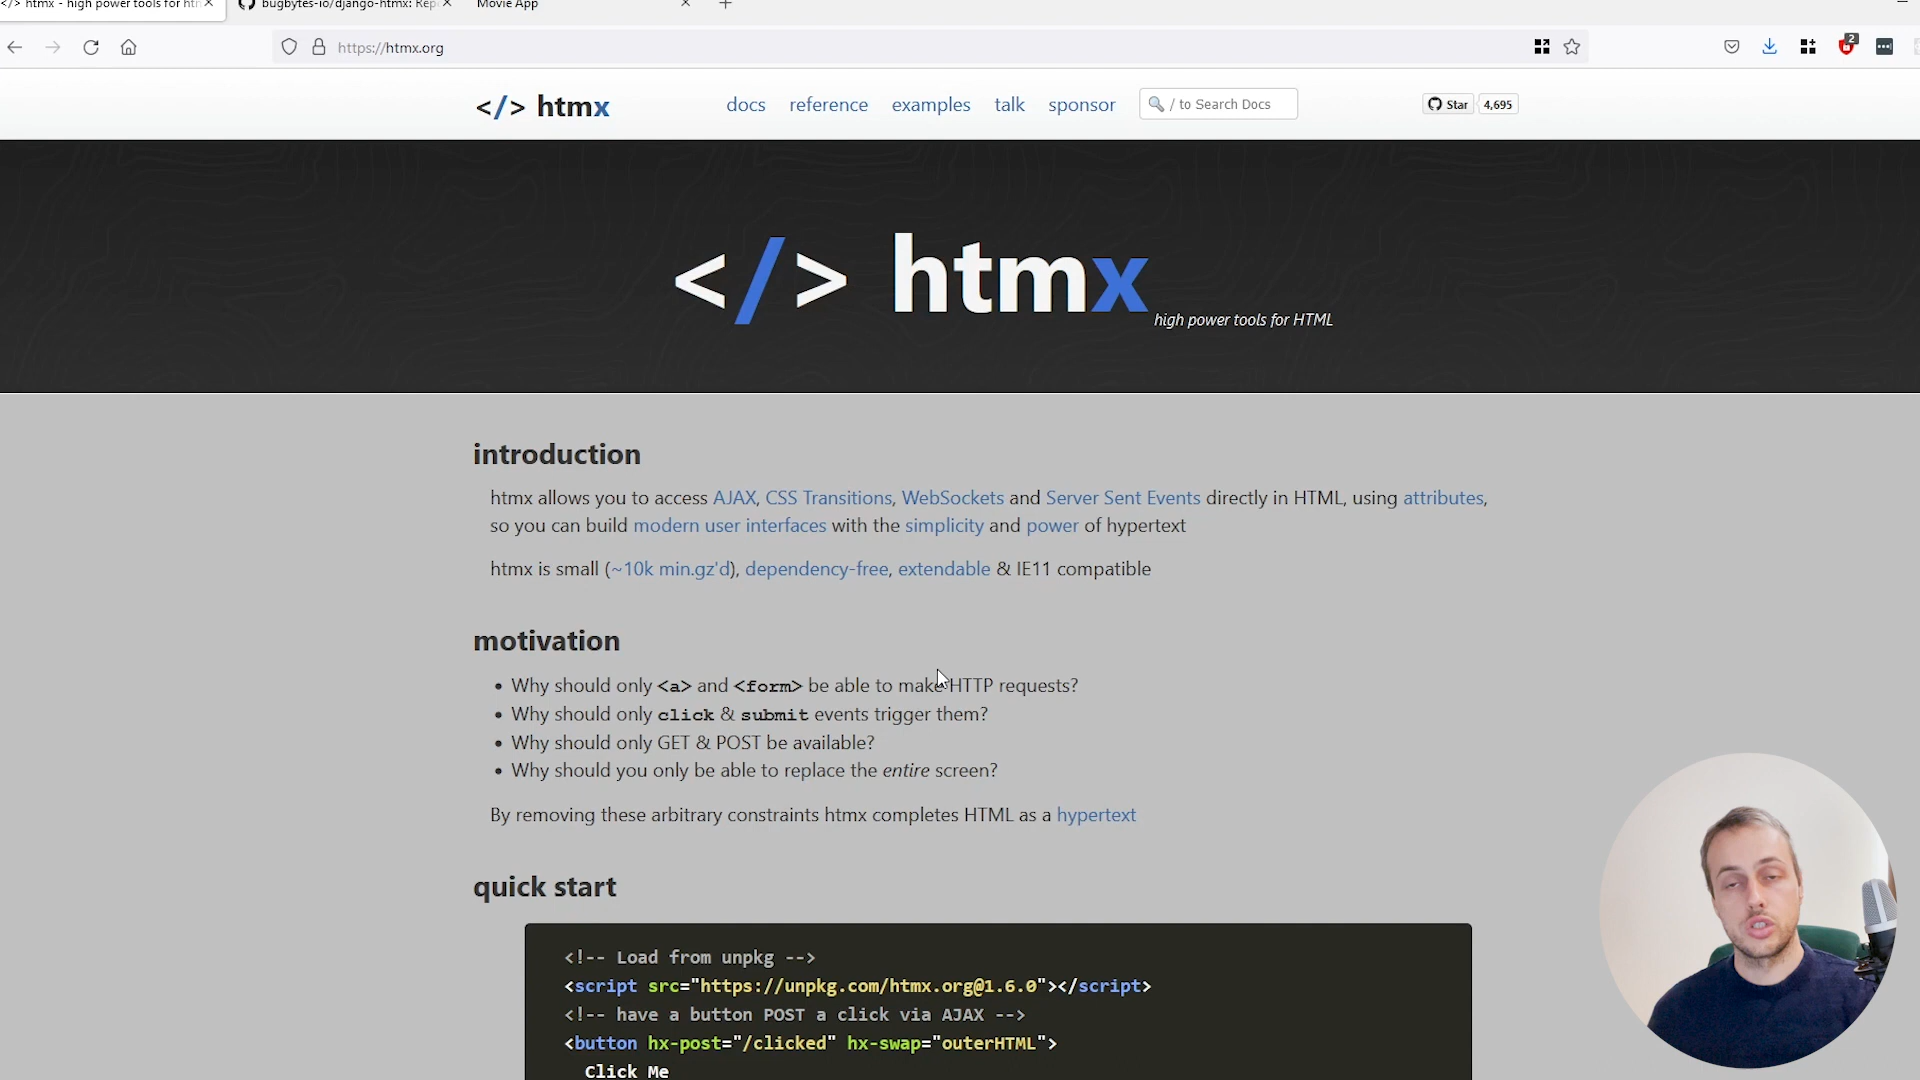 </> htmx - high power tools for htm
bugbytes-io/django-htmx: Rep
Movie App
https://htmx.org
2
</> htmx
docs
reference
examples
talk
sponsor
/ to Search Docs
Star
4,695
</> htmx
high power tools for HTML
introduction
htmx allows you to access AJAX, CSS Transitions, WebSockets and Server Sent Events directly in HTML, using attributes,
so you can build modern user interfaces with the simplicity and power of hypertext
htmx is small (~10k min.gz'd), dependency-free, extendable & IE11 compatible
motivation
• Why should only <a> and <form> be able to make HTTP requests?
• Why should only click & submit events trigger them?
• Why should only GET & POST be available?
• Why should you only be able to replace the entire screen?
By removing these arbitrary constraints htmx completes HTML as a hypertext
quick start
<!-- Load from unpkg -->
<script src="https://unpkg.com/htmx.org@1.6.0"></script>
<!-- have a button POST a click via AJAX -->
<button hx-post="/clicked" hx-swap="outerHTML">
Click Me